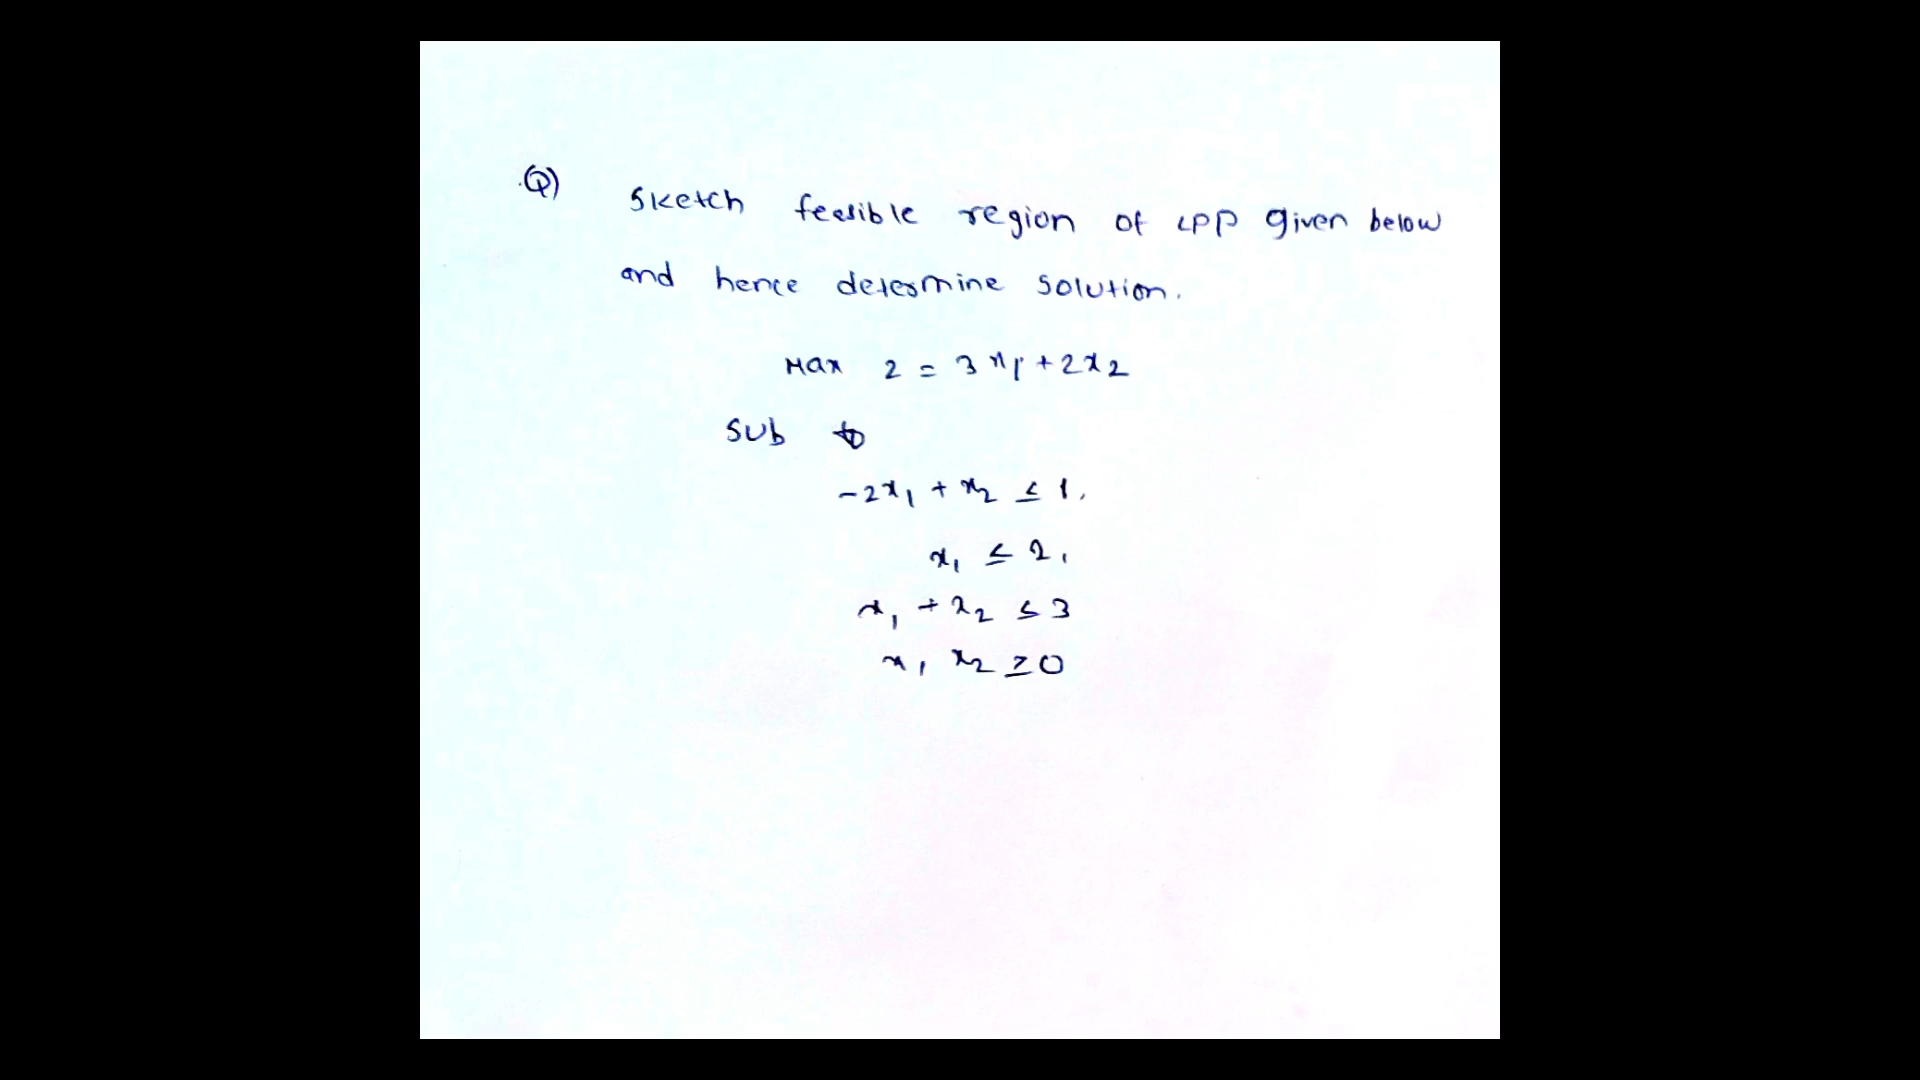 Q) Sketch feasible region of LPP given below
and hence determine solution.
Max Z = 3x₁ + 2x₂
Sub to
-2x₁ + x₂ ≤ 1,
x₁ ≤ 2,
x₁ + x₂ ≤ 3
x₁ x₂ ≥ 0